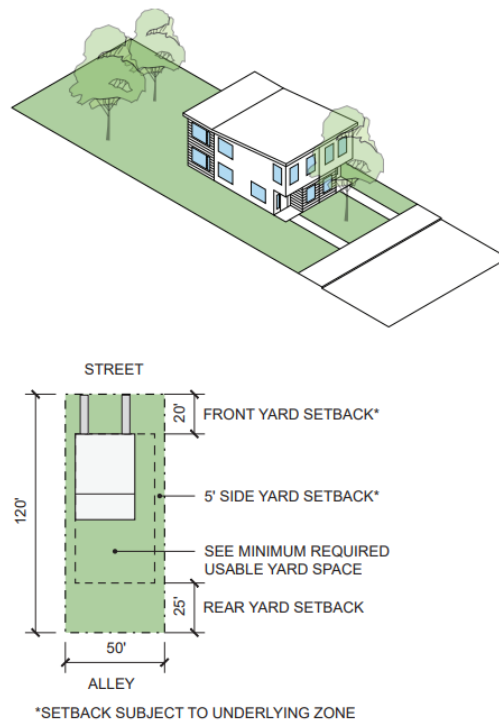 STREET
20'
FRONT YARD SETBACK*
120'
5' SIDE YARD SETBACK*
SEE MINIMUM REQUIRED
USABLE YARD SPACE
25'
REAR YARD SETBACK
50'
ALLEY
*SETBACK SUBJECT TO UNDERLYING ZONE